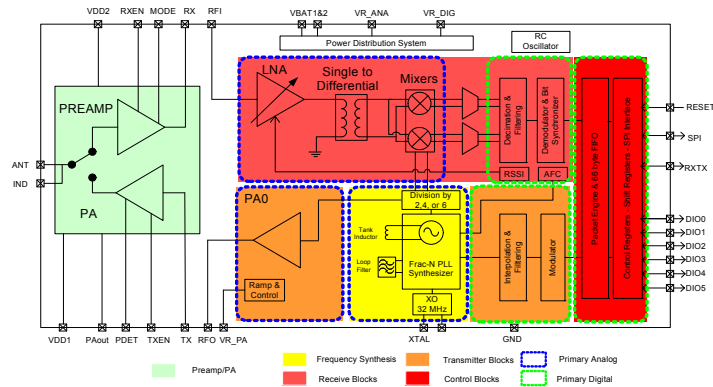 VDD2
RXEN
MODE
RX
RFI
VBAT1&2
VR_ANA
VR_DIG
Power Distribution System
RC
Oscillator
LNA
Single to
Differential
Mixers
Decimation &
Filtering
Demodulator & Bit
Synchronizer
RSSI
AFC
Packet Engine & 66 byte FIFO
Control Registers - Shift Registers - SPI Interface
RESET
SPI
RXTX
DIO0
DIO1
DIO2
DIO3
DIO4
DIO5
PREAMP
PA
ANT
IND
PA0
Ramp &
Control
Division by
2,4, or 6
Tank
Inductor
Loop
Filter
Frac-N PLL
Synthesizer
XO
32 MHz
Interpolation &
Filtering
Modulator
VDD1
PAout
PDET
TXEN
TX
RFO
VR_PA
XTAL
GND
Preamp/PA
Frequency Synthesis
Receive Blocks
Transmitter Blocks
Control Blocks
Primary Analog
Primary Digital